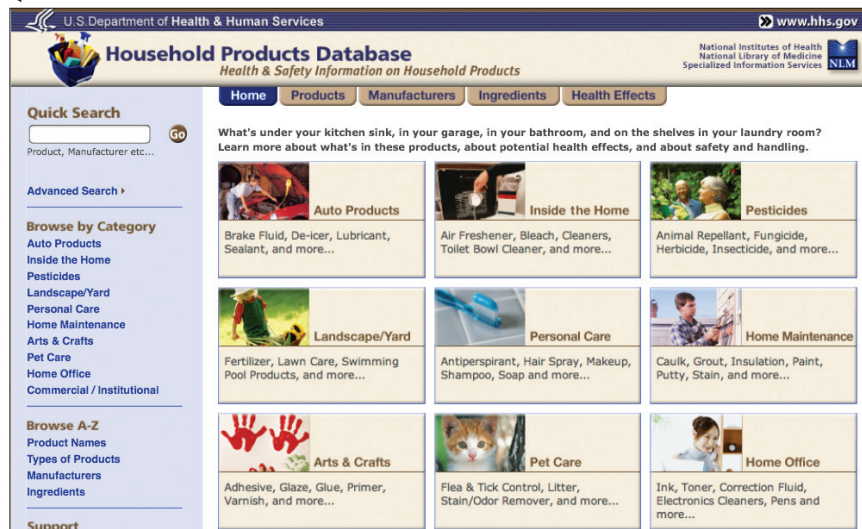 U.S.Department of Health & Human Services
www.hhs.gov
Household Products Database
Health & Safety Information on Household Products
National Institutes of Health
National Library of Medicine
Specialized Information Services
NLM
Home
Products
Manufacturers
Ingredients
Health Effects
Quick Search
Go
Product, Manufacturer etc...
Advanced Search
Browse by Category
Auto Products
Inside the Home
Pesticides
Landscape/Yard
Personal Care
Home Maintenance
Arts & Crafts
Pet Care
Home Office
Commercial / Institutional
Browse A-Z
Product Names
Types of Products
Manufacturers
Ingredients
Support
What's under your kitchen sink, in your garage, in your bathroom, and on the shelves in your laundry room?
Learn more about what's in these products, about potential health effects, and about safety and handling.
Auto Products
Brake Fluid, De-icer, Lubricant,
Sealant, and more...
Inside the Home
Air Freshener, Bleach, Cleaners,
Toilet Bowl Cleaner, and more...
Pesticides
Animal Repellant, Fungicide,
Herbicide, Insecticide, and more...
Landscape/Yard
Fertilizer, Lawn Care, Swimming
Pool Products, and more...
Personal Care
Antiperspirant, Hair Spray, Makeup,
Shampoo, Soap and more...
Home Maintenance
Caulk, Grout, Insulation, Paint,
Putty, Stain, and more...
Arts & Crafts
Adhesive, Glaze, Glue, Primer,
Varnish, and more...
Pet Care
Flea & Tick Control, Litter,
Stain/Odor Remover, and more...
Home Office
Ink, Toner, Correction Fluid,
Electronics Cleaners, Pens and
more...